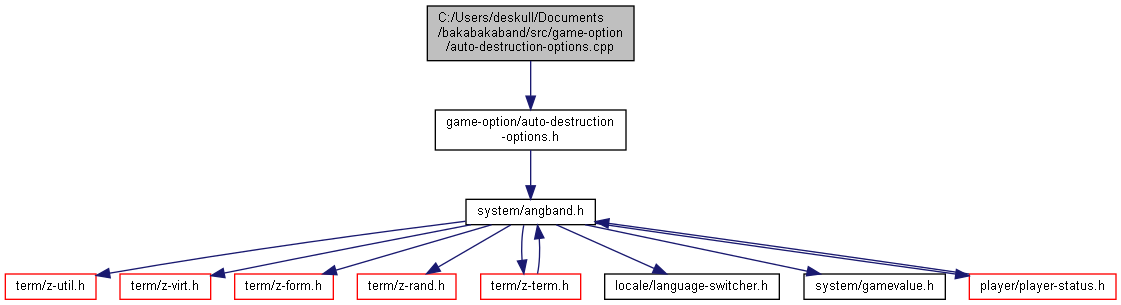 C:/Users/deskull/Documents
/bakabakaband/src/game-option
/auto-destruction-options.cpp
game-option/auto-destruction
-options.h
system/angband.h
term/z-util.h
term/z-virt.h
term/z-form.h
term/z-rand.h
term/z-term.h
locale/language-switcher.h
system/gamevalue.h
player/player-status.h